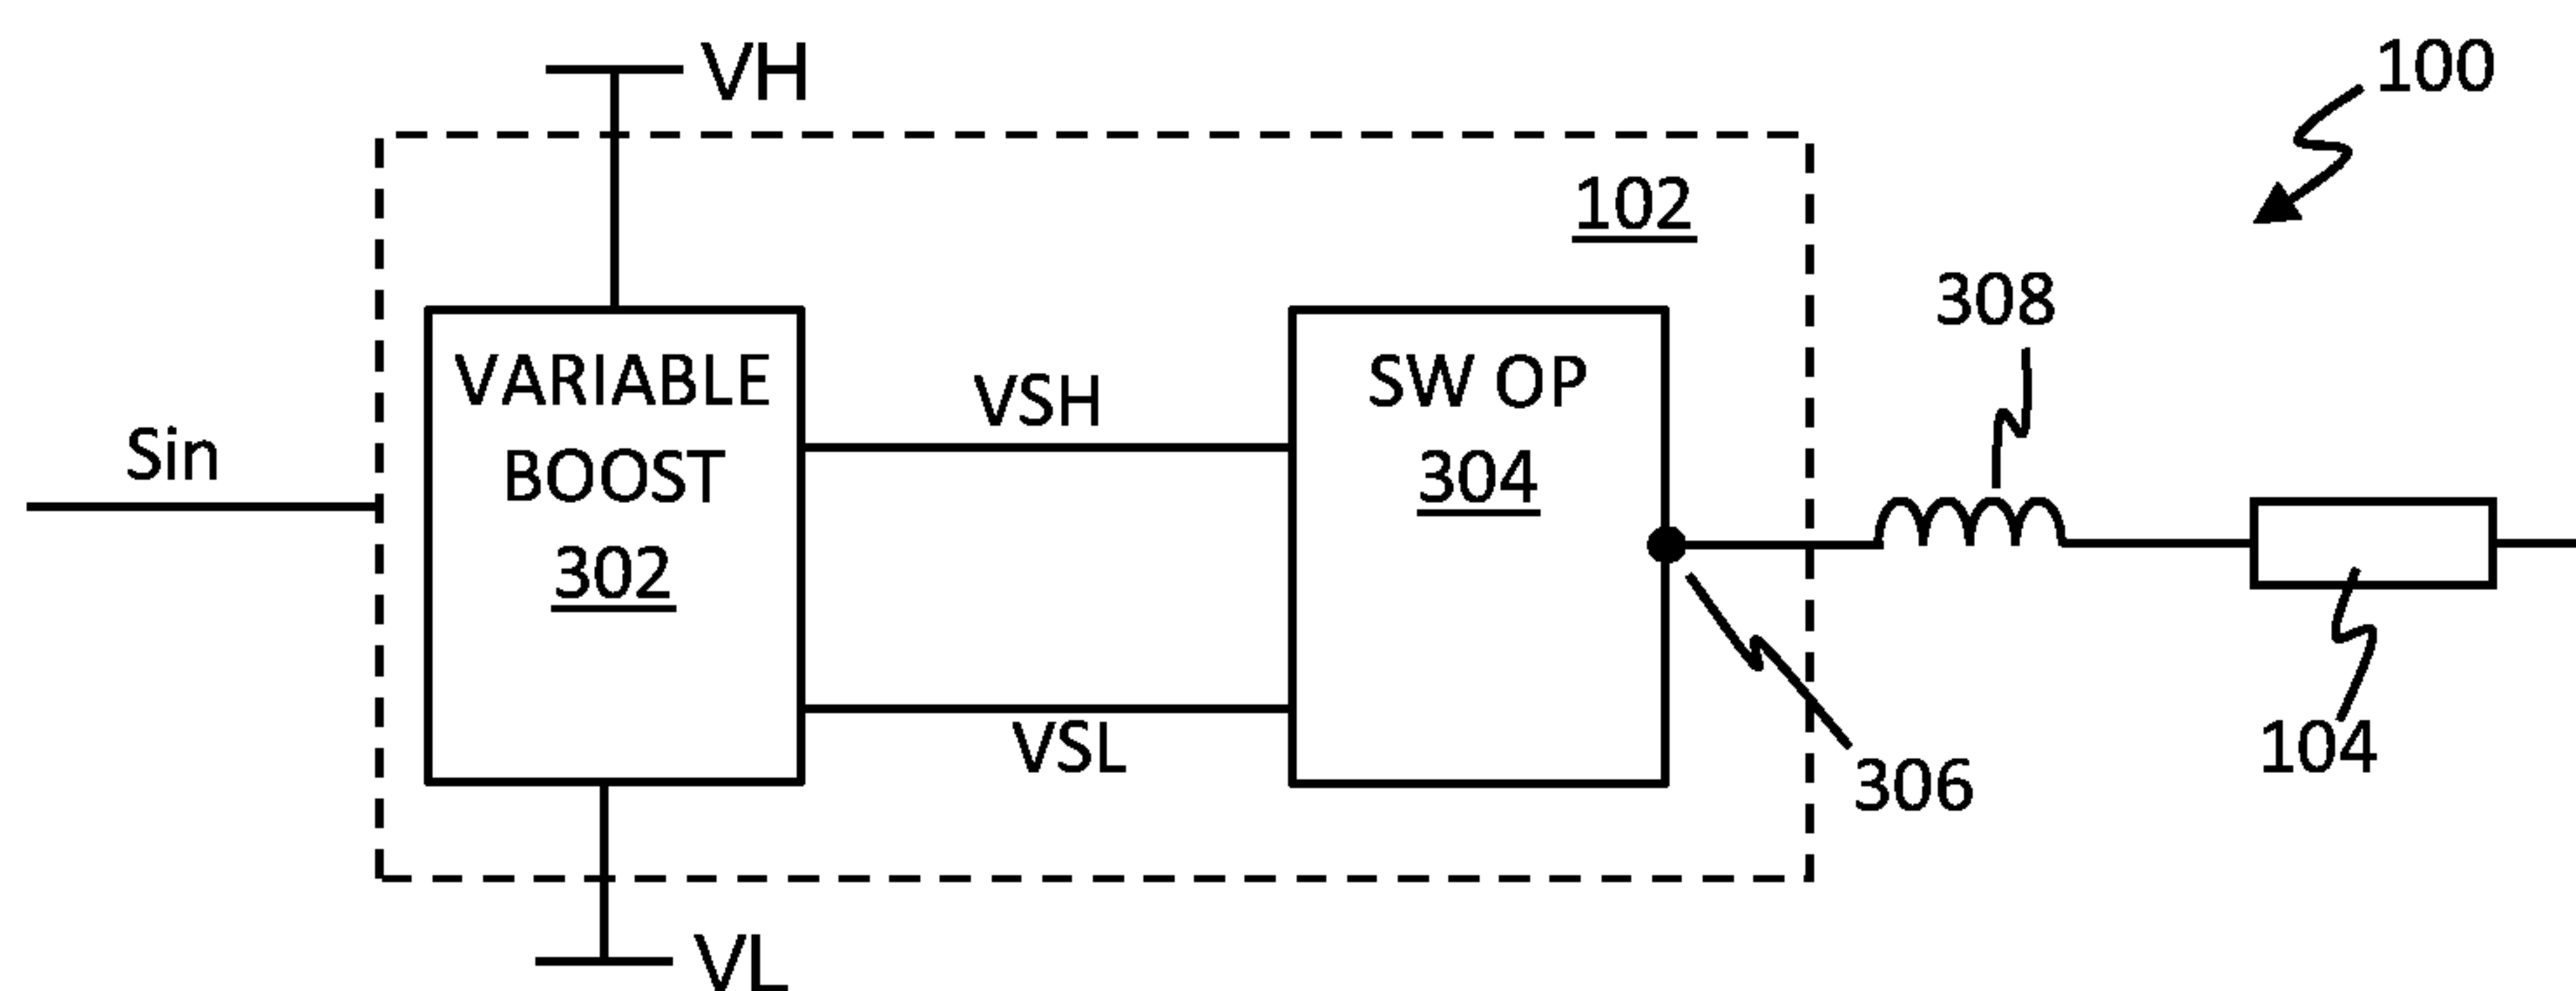 VH
100
102
308
VARIABLE
BOOST
302
VSH
SW OP
304
Sin
VSL
306
104
VL